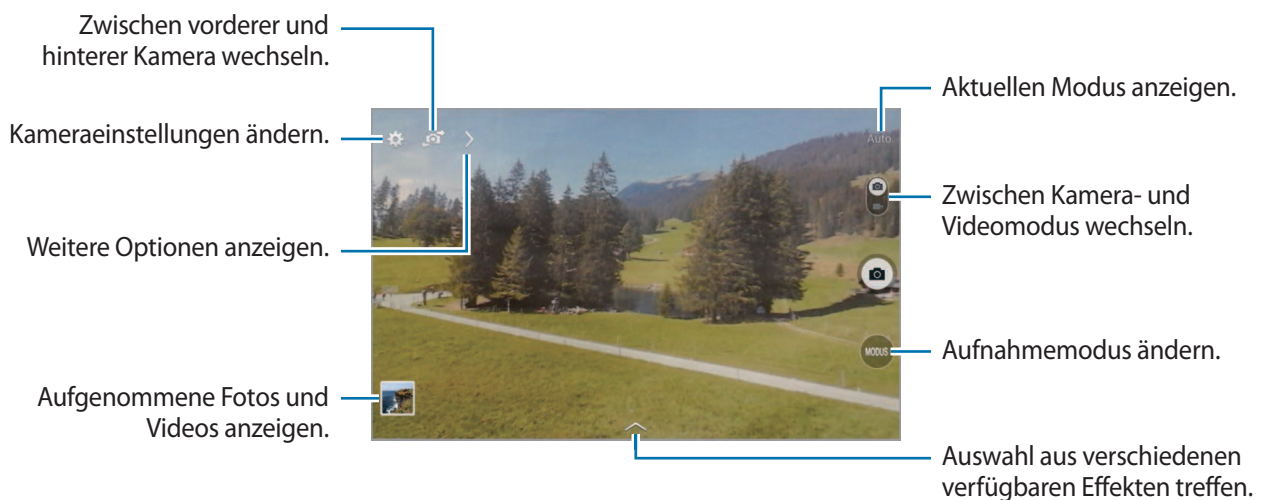 Zwischen vorderer und
hinterer Kamera wechseln.
Kameraeinstellungen ändern.
Weitere Optionen anzeigen.
Aufgenommene Fotos und
Videos anzeigen.
Aktuellen Modus anzeigen.
Auto
Zwischen Kamera- und
Videomodus wechseln.
MODUS
Aufnahmemodus ändern.
Auswahl aus verschiedenen
verfügbaren Effekten treffen.